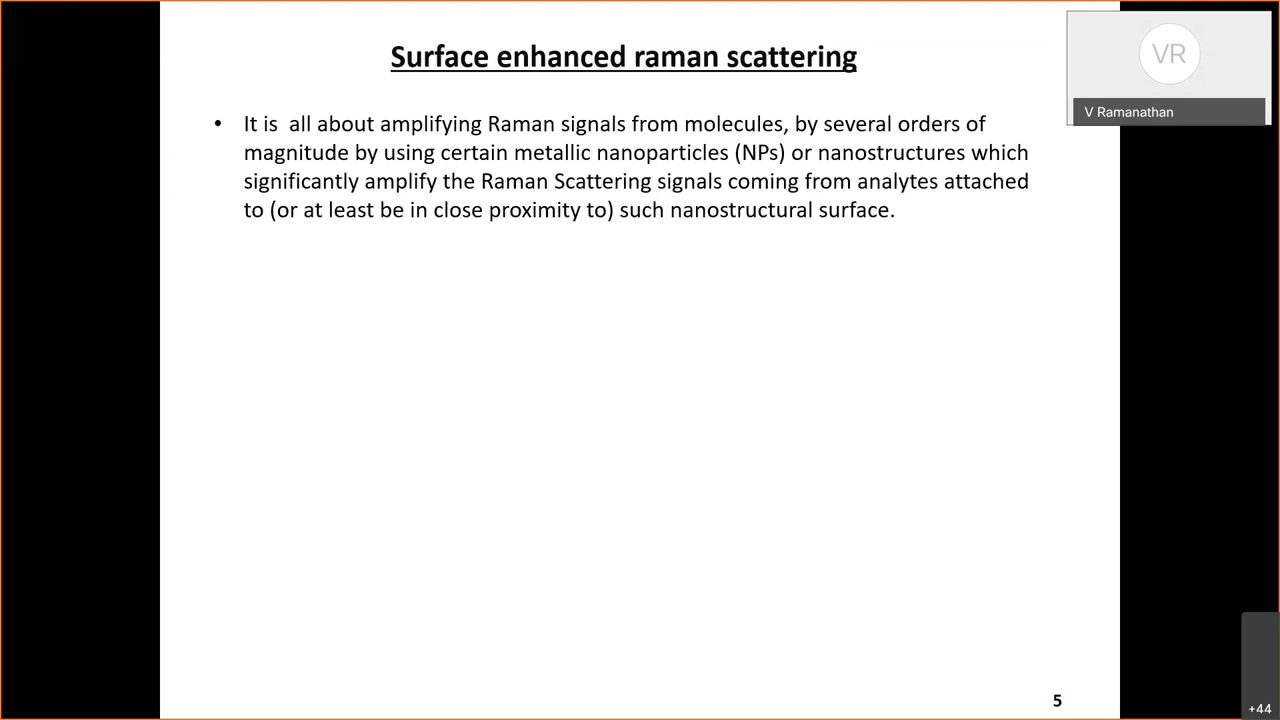 Surface enhanced raman scattering
VR
V Ramanathan
• It is  all about amplifying Raman signals from molecules, by several orders of
magnitude by using certain metallic nanoparticles (NPs) or nanostructures which
significantly amplify the Raman Scattering signals coming from analytes attached
to (or at least be in close proximity to) such nanostructural surface.
5
+44